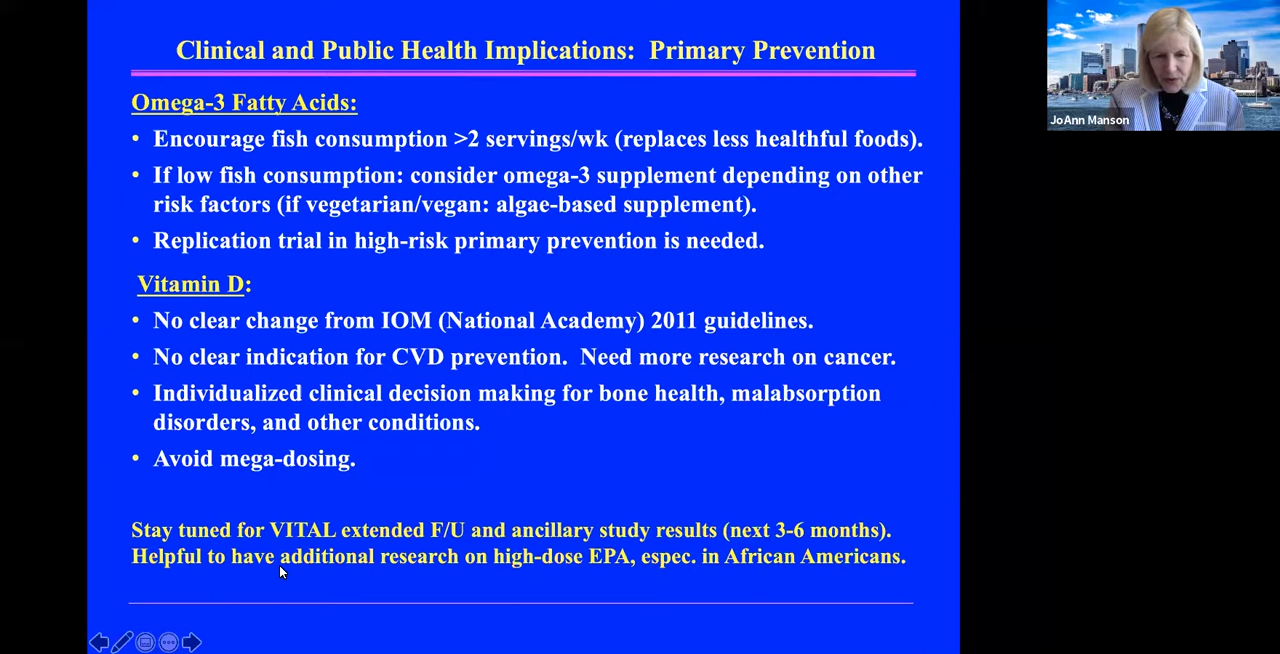 Clinical and Public Health Implications: Primary Prevention
JoAnn Manson
Omega-3 Fatty Acids:
• Encourage fish consumption >2 servings/wk (replaces less healthful foods).
• If low fish consumption: consider omega-3 supplement depending on other
risk factors (if vegetarian/vegan: algae-based supplement).
• Replication trial in high-risk primary prevention is needed.
Vitamin D:
• No clear change from IOM (National Academy) 2011 guidelines.
• No clear indication for CVD prevention. Need more research on cancer.
• Individualized clinical decision making for bone health, malabsorption
disorders, and other conditions.
• Avoid mega-dosing.
Stay tuned for VITAL extended F/U and ancillary study results (next 3-6 months).
Helpful to have additional research on high-dose EPA, espec. in African Americans.